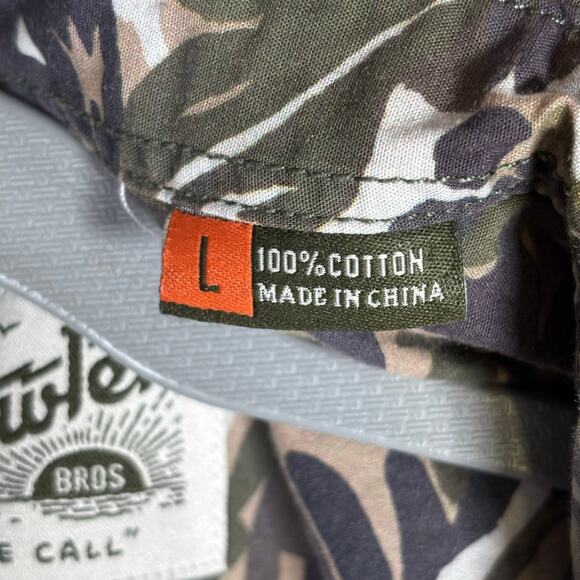 L
100% COTTON
MADE IN CHINA
BROS
CALL"